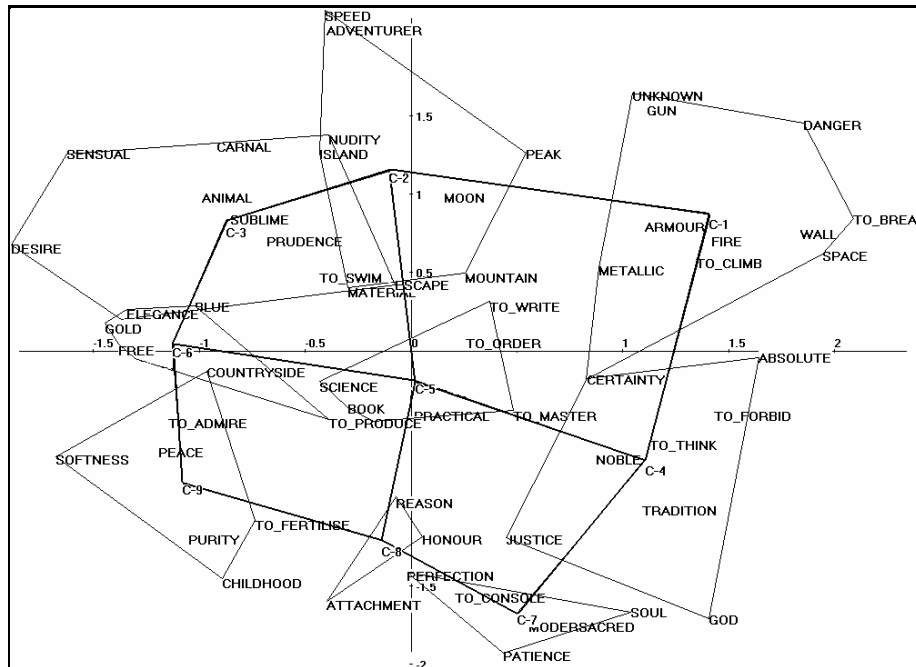 SPEED
ADVENTURER
UNKNOWN
GUN
1.5
DANGER
NUDITY
CARNAL
SENSUAL
ISLAND
PEAK
C-2
1
ANIMAL
MOON
SUBLIME
C-3
ARMOUR
C-1
TO_BREA
WALL
PRUDENCE
FIRE
DESIRE
SPACE
TO_CLIMB
METALLIC
0.5
MOUNTAIN
TO_SWIM
ESCAPE
MATERIAL
BLUE
TO_WRITE
ELEGANCE
GOLD
TO_ORDER
FREE
C-6
-1.5
-1
-0.5
0
1
2
ABSOLUTE
COUNTRYSIDE
SCIENCE
C-5
CERTAINTY
BOOK
PRACTICAL
TO_MASTER
TO_FORBID
TO_ADMIRE
TO_PRODUCE
TO_THINK
PEACE
SOFTNESS
NOBLE
C-4
C-9
REASON
TRADITION
TO_FERTILISE
PURITY
HONOUR
JUSTICE
C-8
CHILDHOOD
PERFECTION
-1.5
ATTACHMENT
TO_CONSOLE
SOUL
GOD
C-7
MODERSACRED
PATIENCE
-2